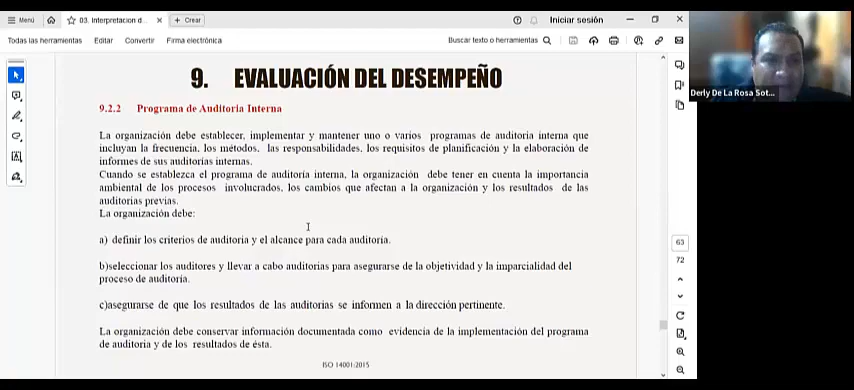 Menú
03. Interpretacion d...
+ Crear
Iniciar sesión
Todas las herramientas Editar Convertir Firma electrónica
Buscar texto o herramientas
9. EVALUACIÓN DEL DESEMPEÑO
9.2.2 Programa de Auditoria Interna
La organización debe establecer, implementar y mantener uno o varios programas de auditoria interna que
incluyan la frecuencia, los métodos, las responsabilidades, los requisitos de planificación y la elaboración de
informes de sus auditorias internas.
Cuando se establezca el programa de auditoría interna, la organización debe tener en cuenta la importancia
ambiental de los procesos involucrados, los cambios que afectan a la organización y los resultados de las
auditorias previas.
La organización debe:
a) definir los criterios de auditoria y el alcance para cada auditoria.
b)seleccionar los auditores y llevar a cabo auditorias para asegurarse de la objetividad y la imparcialidad del
proceso de auditoria.
c)asegurarse de que los resultados de las auditorias se informen a la dirección pertinente.
La organización debe conservar información documentada como evidencia de la implementación del programa
de auditoria y de los resultados de ésta.
ISO 14001:2015
63
72
Derly De La Rosa Sot...